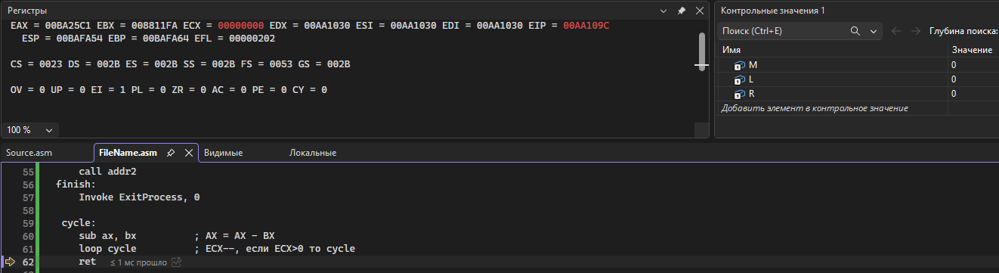 Регистры
EAX = 00BA25C1 EBX = 008811FA ECX = 00000000 EDX = 00AA1030 ESI = 00AA1030 EDI = 00AA1030 EIP = 00AA109C
ESP = 00BAFA54 EBP = 00BAFA64 EFL = 00000202
CS = 0023 DS = 002B ES = 002B SS = 002B FS = 0053 GS = 002B
OV = 0 UP = 0 EI = 1 PL = 0 ZR = 0 AC = 0 PE = 0 CY = 0
100 %
Контрольные значения 1
Поиск (Ctrl+E) Глубина поиска:
Имя Значение
M 0
L 0
R 0
Добавить элемент в контрольное значение
Source.asm FileName.asm Видимые Локальные
55 call addr2
56 finish:
57 Invoke ExitProcess, 0
58
59 cycle:
60 sub ax, bx ; AX = AX - BX
61 loop cycle ; ECX--, если ECX>0 то cycle
62 ret ≤ 1 мс прошло